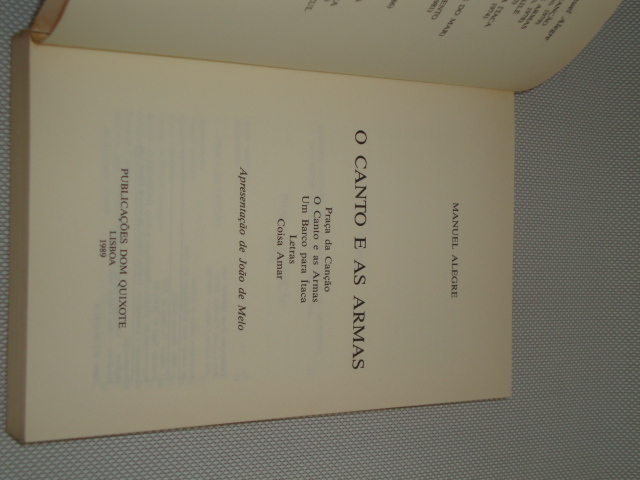 MANUEL ALEGRE
O CANTO E AS ARMAS
Praça da Canção
O Canto e as Armas
Um Barco para Ítaca
Letras
Coisa Amar
Apresentação de João de Melo
PUBLICAÇÕES DOM QUIXOTE
LISBOA
1989